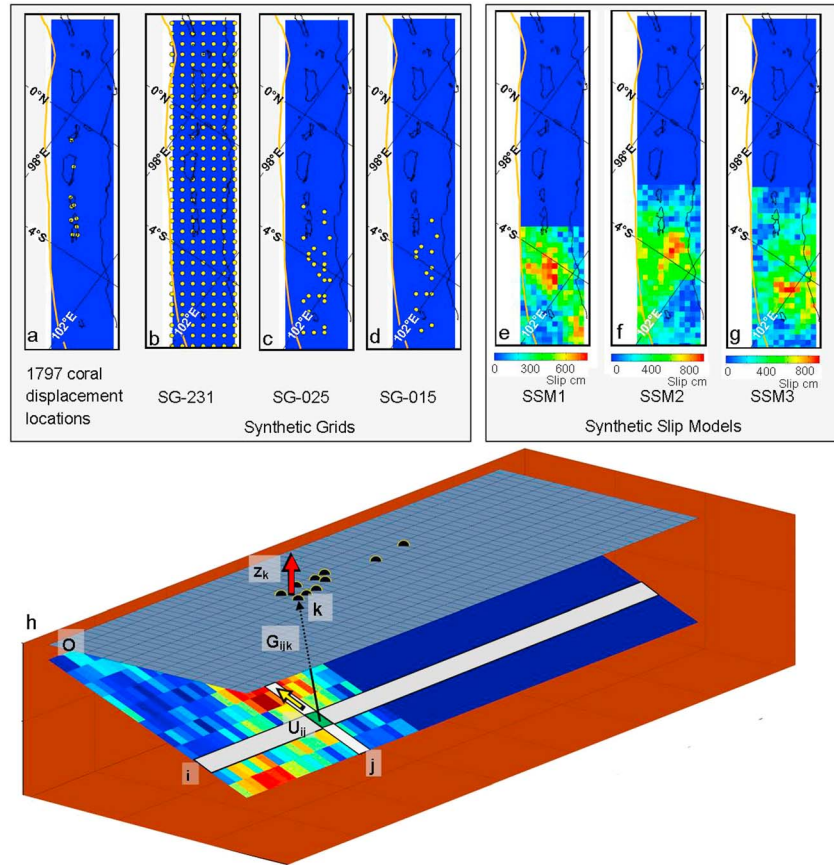 0°N
98°E
4°S
102°E
a
0°N
98°E
4°S
102°E
b
0°N
98°E
4°S
102°E
c
0°N
98°E
4°S
102°E
d
0°N
98°E
4°S
102°E
e
0°N
98°E
4°S
102°E
f
0°N
98°E
4°S
102°E
g
1797 coral
displacement
locations
SG-231
SG-025
SG-015
Synthetic Grids
0 300 600
Slip cm
SSM1
0 400 800
Slip cm
SSM2
0 400 800
Slip cm
SSM3
Synthetic Slip Models
h
zk
k
O
Gijk
Uij
i
j